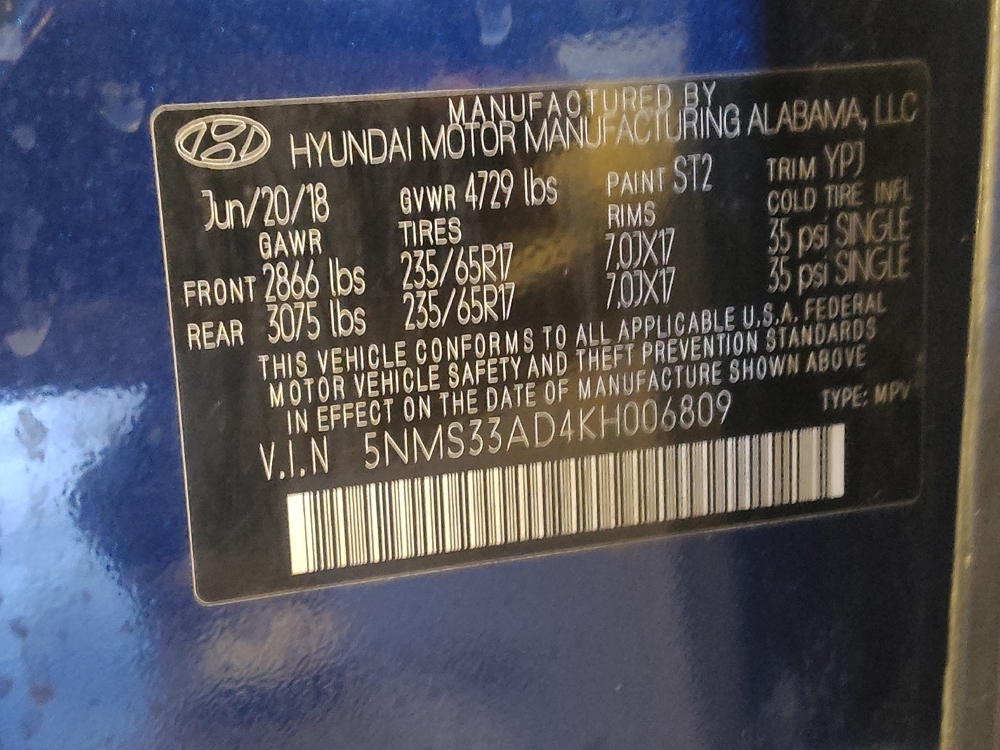 MANUFACTURED BY
HYUNDAI MOTOR MANUFACTURING ALABAMA, LLC
Jun/20/18 GVWR 4729 lbs PAINT ST2 TRIM YPJ
GAWR TIRES RIMS COLD TIRE INFL
FRONT 2866 lbs 235/65R17 7.0JX17 35 psi SINGLE
REAR 3075 lbs 235/65R17 7.0JX17 35 psi SINGLE
THIS VEHICLE CONFORMS TO ALL APPLICABLE U.S.A. FEDERAL
MOTOR VEHICLE SAFETY AND THEFT PREVENTION STANDARDS
IN EFFECT ON THE DATE OF MANUFACTURE SHOWN ABOVE
V.I.N 5NMS33AD4KH006809 TYPE: MPV